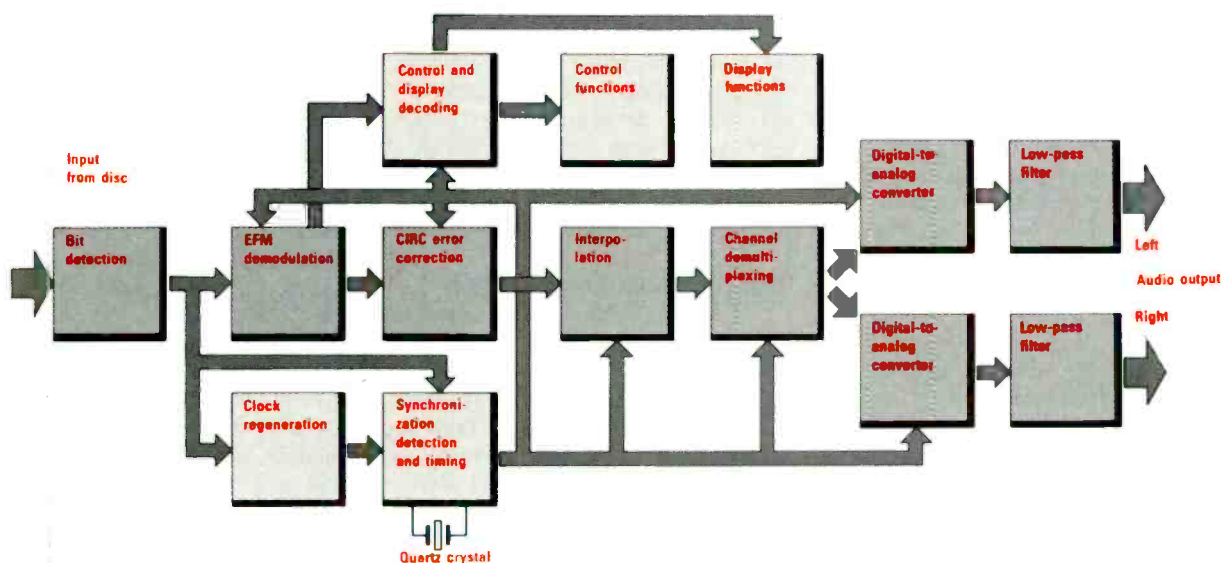 Control and
display
decoding
Control
functions
Display
functions
Input
from disc
Digital-to-
analog
converter
Low-pass
filter
Bit
detection
EFM
demodulation
CIRC error
correction
Interpo-
lation
Channel
demulti-
plexing
Left
Audio output
Right
Digital-to-
analog
converter
Low-pass
filter
Clock
regeneration
Synchroni-
zation
detection
and timing
Quartz crystal